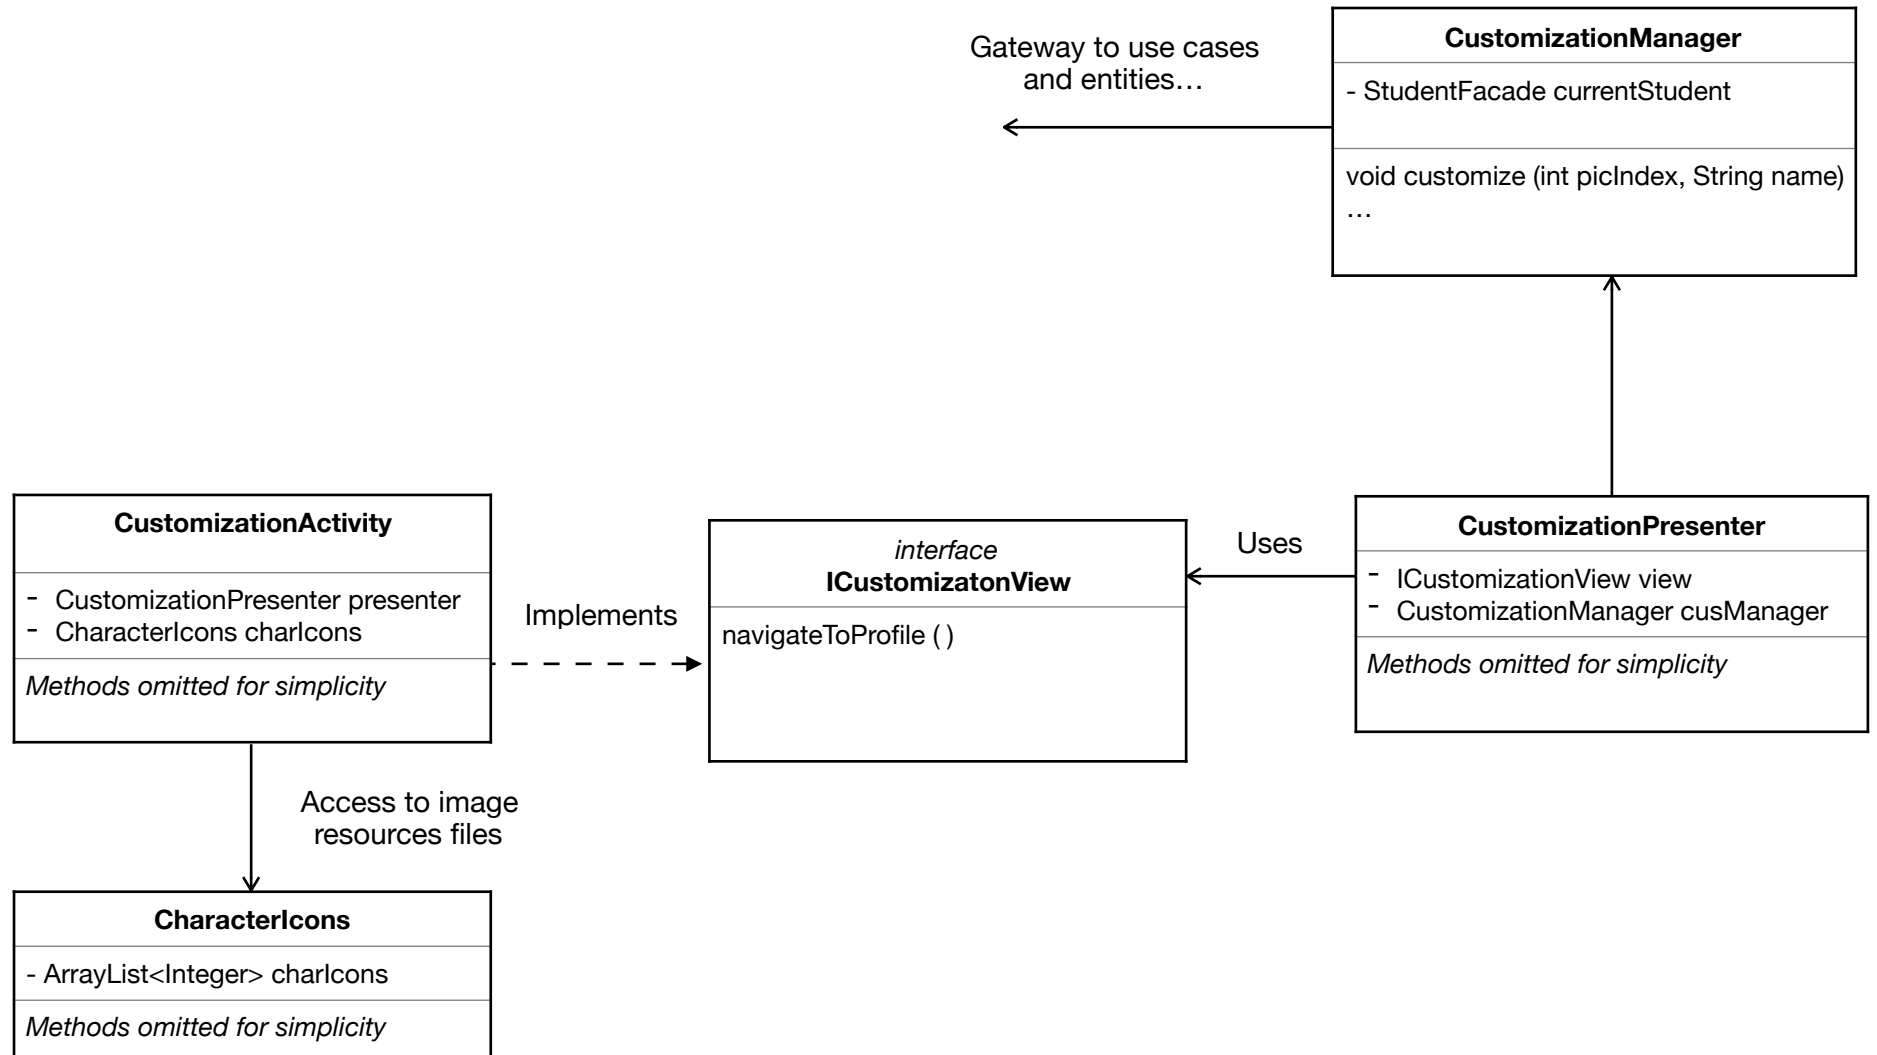 Gateway to use cases
and entities…
CustomizationManager
- StudentFacade currentStudent
void customize (int picIndex, String name)
…
CustomizationActivity
- CustomizationPresenter presenter
- CharacterIcons charIcons
Methods omitted for simplicity
Implements
interface
ICustomizatonView
navigateToProfile ( )
Uses
CustomizationPresenter
- ICustomizationView view
- CustomizationManager cusManager
Methods omitted for simplicity
Access to image
resources files
CharacterIcons
- ArrayList<Integer> charIcons
Methods omitted for simplicity